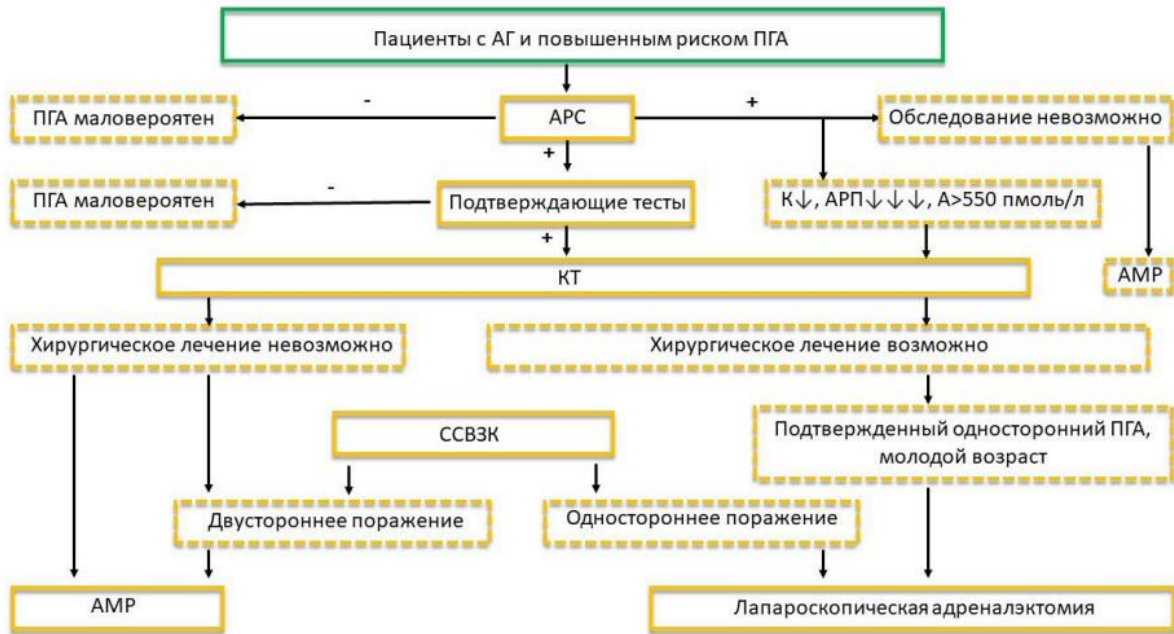 Пациенты с АГ и повышенным риском ПГА
-
+
ПГА маловероятен
АРС
Обследование невозможно
+
-
ПГА маловероятен
Подтверждающие тесты
К↓, АРП↓↓↓, А>550 пмоль/л
+
КТ
АМР
Хирургическое лечение невозможно
Хирургическое лечение возможно
ССВЗК
Подтвержденный односторонний ПГА,
молодой возраст
Двустороннее поражение
Одностороннее поражение
АМР
Лапароскопическая адреналэктомия